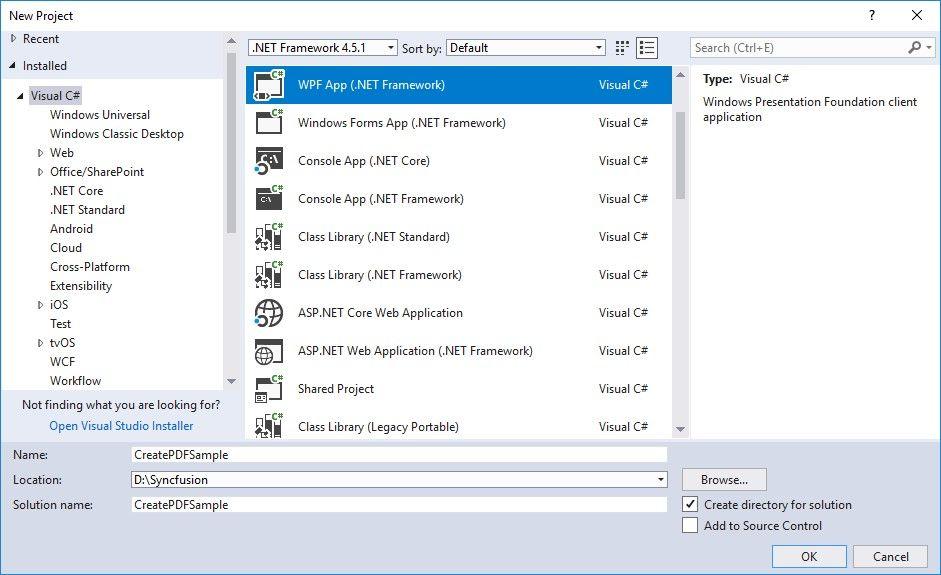 New Project
? 
Recent
Installed
Visual C#
Windows Universal
Windows Classic Desktop
Web
Office/SharePoint
.NET Core
.NET Standard
Android
Cloud
Cross-Platform
Extensibility
iOS
Test
tvOS
WCF
Workflow
Not finding what you are looking for?
Open Visual Studio Installer
.NET Framework 4.5.1 Sort by: Default
WPF App (.NET Framework) Visual C#
Windows Forms App (.NET Framework) Visual C#
Console App (.NET Core) Visual C#
Console App (.NET Framework) Visual C#
Class Library (.NET Standard) Visual C#
Class Library (.NET Framework) Visual C#
ASP.NET Core Web Application Visual C#
ASP.NET Web Application (.NET Framework) Visual C#
Shared Project Visual C#
Class Library (Legacy Portable) Visual C#
Search (Ctrl+E)
Type: Visual C#
Windows Presentation Foundation client
application
Name: CreatePDFSample
Location: D:\Syncfusion Browse...
Solution name: CreatePDFSample
Create directory for solution
Add to Source Control
OK Cancel